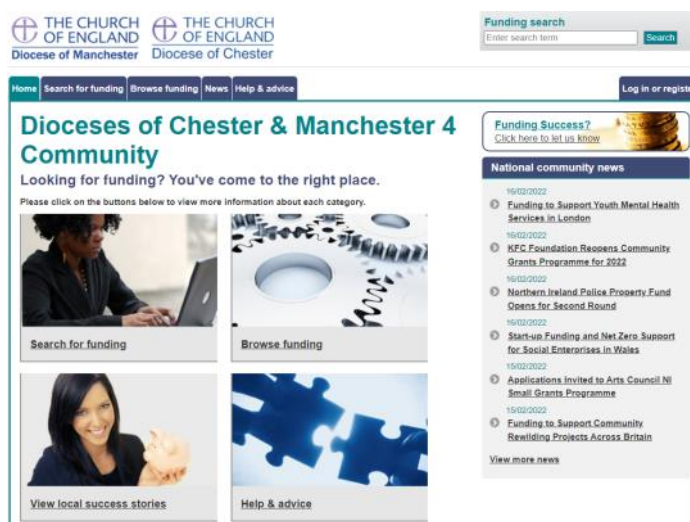 THE CHURCH
OF ENGLAND
Diocese of Manchester
THE CHURCH
OF ENGLAND
Diocese of Chester
Funding search
Enter search term
Search
Home
Search for funding
Browse funding
News
Help & advice
Log in or registe
Dioceses of Chester & Manchester 4
Community
Looking for funding? You've come to the right place.
Please click on the buttons below to view more information about each category.
Search for funding
Browse funding
View local success stories
Help & advice
Funding Success?
Click here to let us know
National community news
16/02/2022
Funding to Support Youth Mental Health
Services in London
16/02/2022
KFC Foundation Reopens Community
Grants Programme for 2022
16/02/2022
Northern Ireland Police Property Fund
Opens for Second Round
16/02/2022
Start-up Funding and Net Zero Support
for Social Enterprises in Wales
15/02/2022
Applications Invited to Arts Council NI
Small Grants Programme
15/02/2022
Funding to Support Community
Rewilding Projects Across Britain
View more news